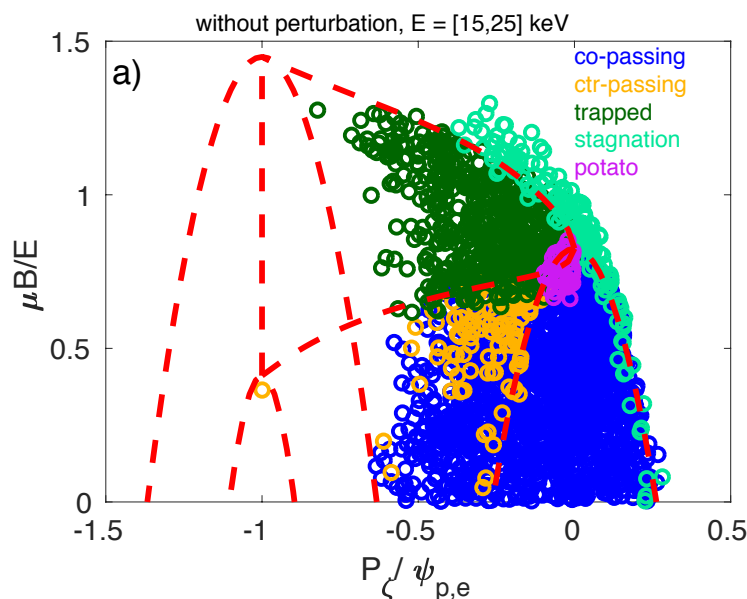 without perturbation, E = [15,25] keV
a)
co-passing
ctr-passing
trapped
stagnation
potato
μB/E
1.5
1
0.5
0
-1.5
-1
-0.5
0
0.5
P_ζ / ψ_p,e